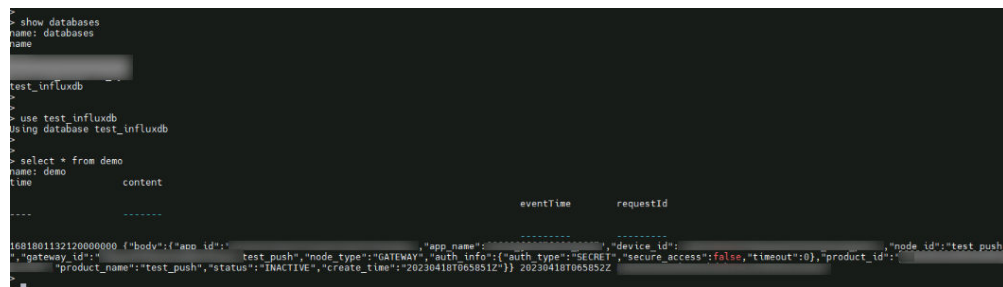 >
> show databases
name: databases
name
test_influxdb
>
>
> use test_influxdb
Using database test_influxdb
>
>
> select * from demo
name: demo
time content
eventTime requestId
---- -------
--------- ---------
1681801132120000000 {"body":{"app_id":" ","app_name": ","device_id": ","node_id":"test_push
","gateway_id":" test_push","node_type":"GATEWAY","auth_info":{"auth_type":"SECRET","secure_access":false,"timeout":0},"product_id":"
"product_name":"test_push","status":"INACTIVE","create_time":"20230418T065851Z"}} 20230418T065852Z
>